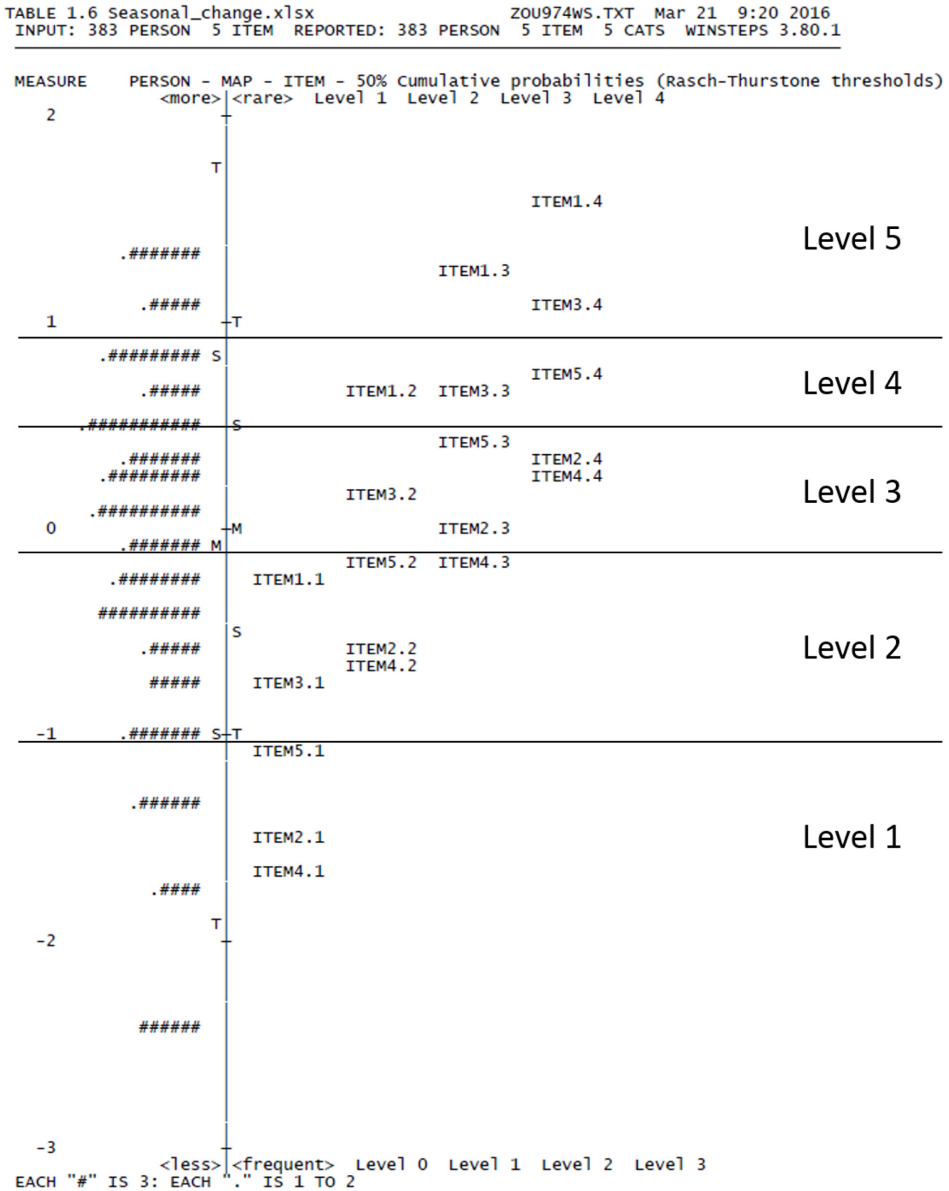 TABLE 1.6 Seasonal_change.xlsx ZOU974WS.TXT Mar 21 9:20 2016
INPUT: 383 PERSON 5 ITEM REPORTED: 383 PERSON 5 ITEM 5 CATS WINSTEPS 3.80.1
MEASURE PERSON - MAP - ITEM - 50% Cumulative probabilities (Rasch-Thurstone thresholds)
<more>|<rare> Level 1 Level 2 Level 3 Level 4
2
T
ITEM1.4
Level 5
.#######
ITEM1.3
.##### ITEM3.4
1 T
.######### S
ITEM5.4
Level 4
.##### ITEM1.2 ITEM3.3
.########### S
ITEM5.3
.####### ITEM2.4
.######### ITEM4.4
Level 3
ITEM3.2
.##########
0 M ITEM2.3
.####### M
ITEM5.2 ITEM4.3
.######## ITEM1.1
##########
S
.##### ITEM2.2
Level 2
ITEM4.2
##### ITEM3.1
-1 .####### S T
ITEM5.1
.######
ITEM2.1
Level 1
ITEM4.1
.####
T
-2
######
-3
<less>|<frequent> Level 0 Level 1 Level 2 Level 3
EACH "#" IS 3: EACH "." IS 1 TO 2